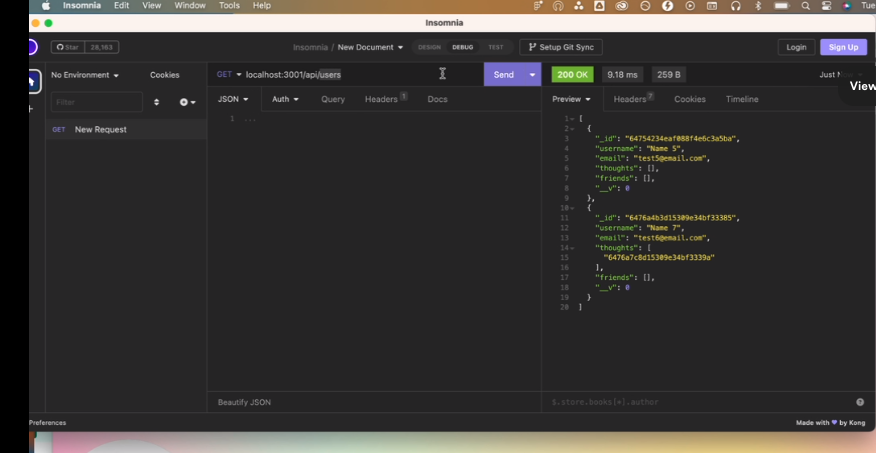 Insomnia Edit View Window Tools Help Tue
Insomnia
Star 28,163 Insomnia / New Document DESIGN DEBUG TEST Setup Git Sync Login Sign Up
No Environment Cookies GET localhost:3001/api/users Send 200 OK 9.18 ms 259 B Just
View
Filter JSON Auth Query Headers 1 Docs Preview Headers 7 Cookies Timeline
GET New Request
1 ...
1 [
2 {
3 "_id": "64754234eaf088f4e6c3a5ba",
4 "username": "Name 5",
5 "email": "test5@email.com",
6 "thoughts": [],
7 "friends": [],
8 "__v": 0
9 },
10 {
11 "_id": "6476a4b3d15309e34bf33385",
12 "username": "Name 7",
13 "email": "test6@email.com",
14 "thoughts": [
15 "6476a7c8d15309e34bf3339a"
16 ],
17 "friends": [],
18 "__v": 0
19 }
20 ]
Beautify JSON $.store.books[*].author
Preferences Made with ♥ by Kong